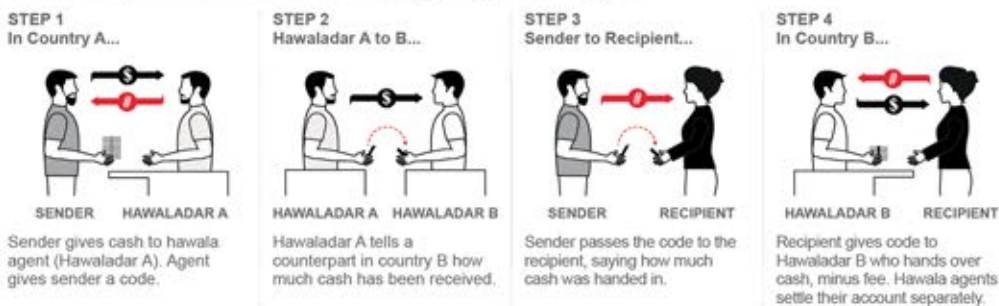 STEP 1
In Country A...
$
#
SENDER HAWALADAR A
Sender gives cash to hawala
agent (Hawaladar A). Agent
gives sender a code.
STEP 2
Hawaladar A to B...
$
HAWALADAR A HAWALADAR B
Hawaladar A tells a
counterpart in country B how
much cash has been received.
STEP 3
Sender to Recipient...
#
SENDER RECIPIENT
Sender passes the code to the
recipient, saying how much
cash was handed in.
STEP 4
In Country B...
#
$
HAWALADAR B RECIPIENT
Recipient gives code to
Hawaladar B who hands over
cash, minus fee. Hawala agents
settle their account separately.